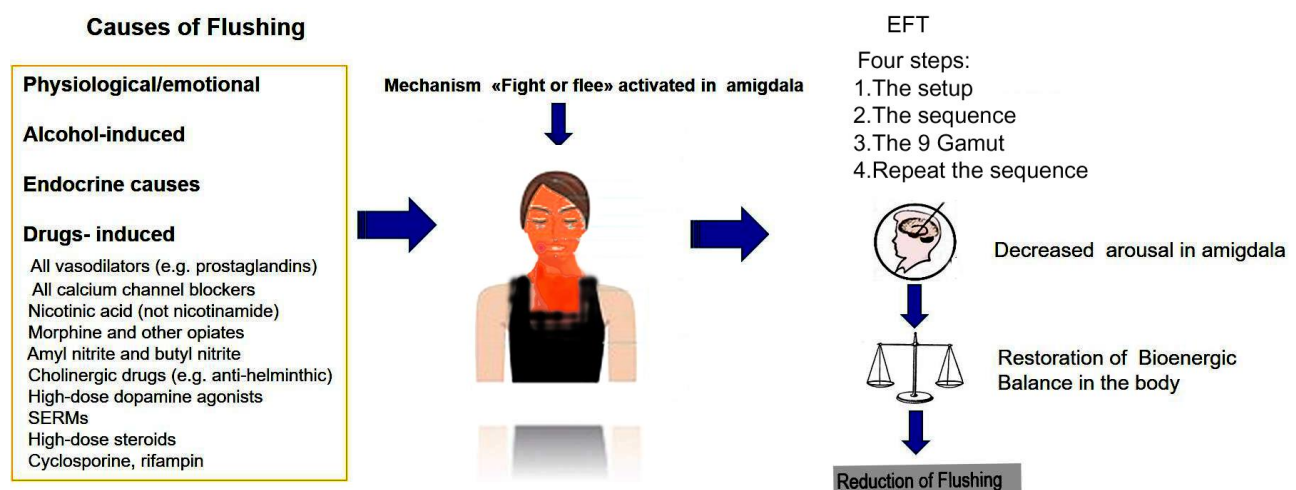 Causes of Flushing
Physiological/emotional
Alcohol-induced
Endocrine causes
Drugs- induced
All vasodilators (e.g. prostaglandins)
All calcium channel blockers
Nicotinic acid (not nicotinamide)
Morphine and other opiates
Amyl nitrite and butyl nitrite
Cholinergic drugs (e.g. anti-helminthic)
High-dose dopamine agonists
SERMs
High-dose steroids
Cyclosporine, rifampin
Mechanism «Fight or flee» activated in amigdala
EFT
Four steps:
1.The setup
2.The sequence
3.The 9 Gamut
4.Repeat the sequence
Decreased arousal in amigdala
Restoration of Bioenergic
Balance in the body
Reduction of Flushing